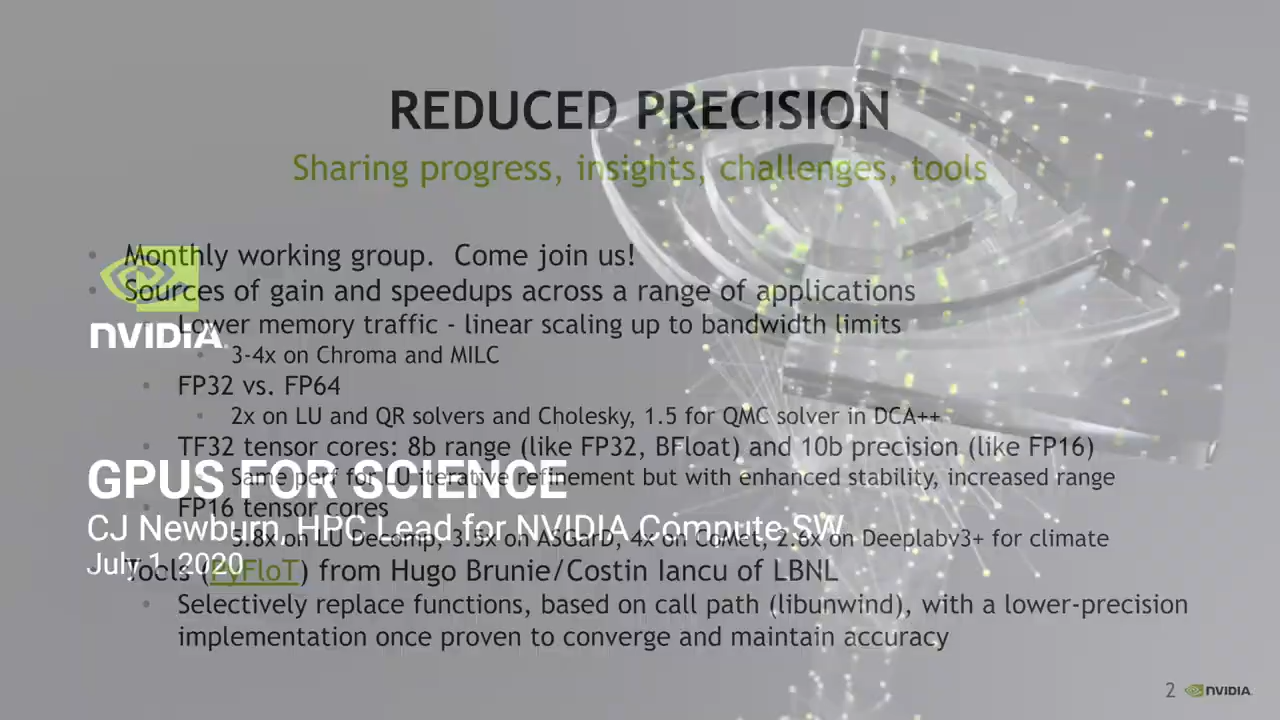 REDUCED PRECISION
Sharing progress, insights, challenges, tools
• Monthly working group. Come join us!
• Sources of gain and speedups across a range of applications
• Lower memory traffic - linear scaling up to bandwidth limits
• 3-4x on Chroma and MILC
• FP32 vs. FP64
• 2x on LU and QR solvers and Cholesky, 1.5 for QMC solver in DCA++
• TF32 tensor cores: 8b range (like FP32, BFloat) and 10b precision (like FP16)
Same perf for LU iterative refinement but with enhanced stability, increased range
• FP16 tensor cores
3.8x on LU Decomp, 3.5x on ASGarD, 4x on CoMet, 2.6x on Deeplabv3+ for climate
Tools (PyFloT) from Hugo Brunie/Costin Iancu of LBNL
• Selectively replace functions, based on call path (libunwind), with a lower-precision
implementation once proven to converge and maintain accuracy
NVIDIA.
GPUS FOR SCIENCE
CJ Newburn, HPC Lead for NVIDIA Compute SW
July 1, 2020
2 NVIDIA.